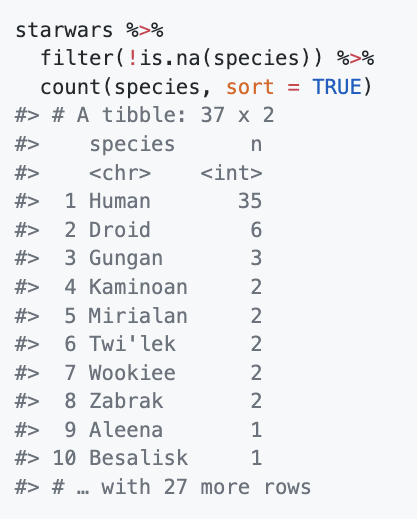 starwars %>%
  filter(!is.na(species)) %>%
  count(species, sort = TRUE)
#> # A tibble: 37 x 2
#>    species       n
#>    <chr>     <int>
#>  1 Human        35
#>  2 Droid         6
#>  3 Gungan        3
#>  4 Kaminoan      2
#>  5 Mirialan      2
#>  6 Twi'lek       2
#>  7 Wookiee       2
#>  8 Zabrak        2
#>  9 Aleena        1
#> 10 Besalisk      1
#> # … with 27 more rows